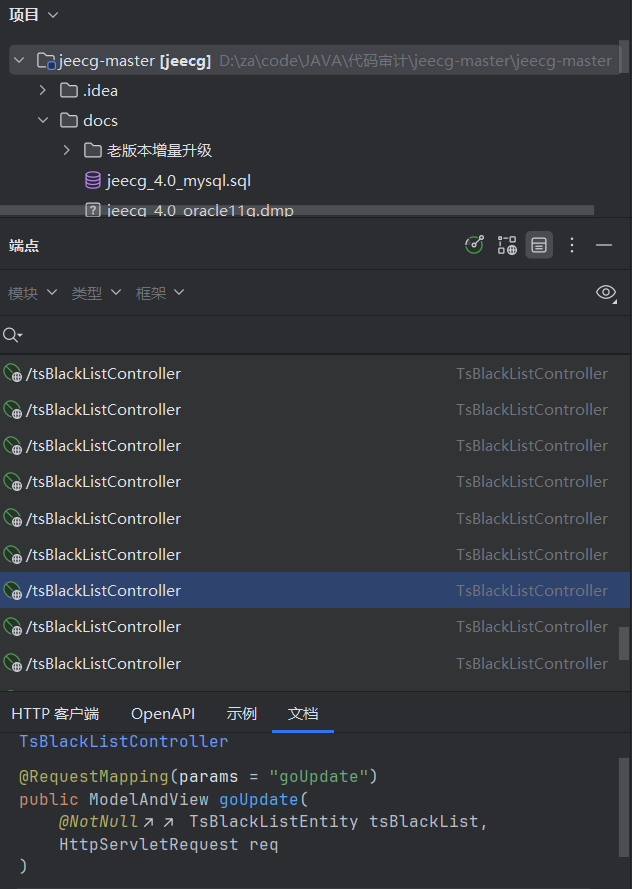 项目
jeecg-master [jeecg] D:\za\code\JAVA\代码审计\jeecg-master\jeecg-master
.idea
docs
老版本增量升级
jeecg_4.0_mysql.sql
jeecg_4.0_oracle11g.dmp
端点
模块 类型 框架
/tsBlackListController TsBlackListController
/tsBlackListController TsBlackListController
/tsBlackListController TsBlackListController
/tsBlackListController TsBlackListController
/tsBlackListController TsBlackListController
/tsBlackListController TsBlackListController
/tsBlackListController TsBlackListController
/tsBlackListController TsBlackListController
/tsBlackListController TsBlackListController
HTTP 客户端 OpenAPI 示例 文档
TsBlackListController
@RequestMapping(params = "goUpdate")
public ModelAndView goUpdate(
@NotNull↗↗ TsBlackListEntity tsBlackList,
HttpServletRequest req
)